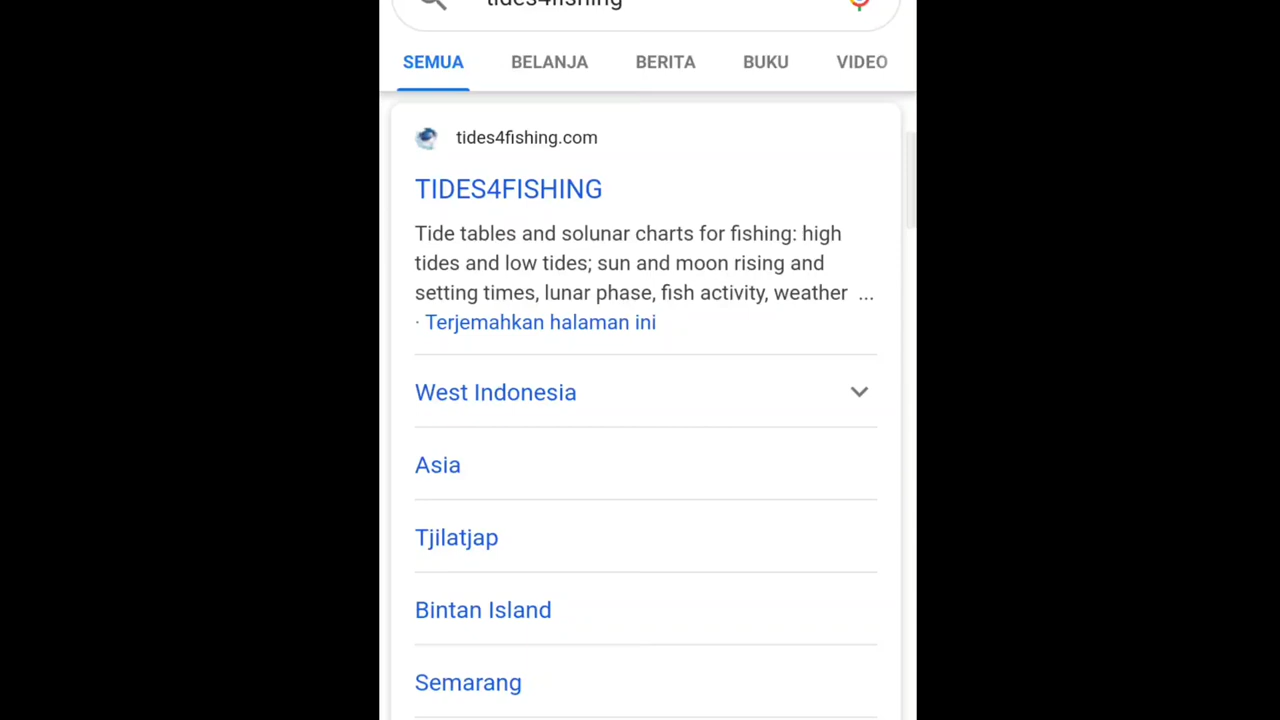 tides4fishing
SEMUA BELANJA BERITA BUKU VIDEO
tides4fishing.com
TIDES4FISHING
Tide tables and solunar charts for fishing: high
tides and low tides; sun and moon rising and
setting times, lunar phase, fish activity, weather ...
· Terjemahkan halaman ini
West Indonesia
Asia
Tjilatjap
Bintan Island
Semarang